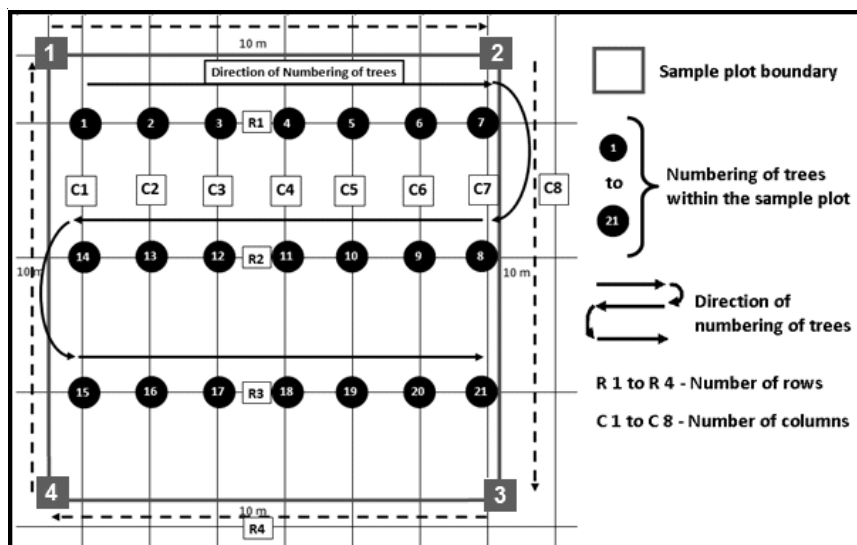 1
2
10 m
Direction of Numbering of trees
1 2 3 R1 4 5 6 7
C1 C2 C3 C4 C5 C6 C7 C8
14 13 12 R2 11 10 9 8
10 m
10 m
15 16 17 R3 18 19 20 21
4
3
10 m
R4
Sample plot boundary
1
to
21
Numbering of trees
within the sample plot
Direction of
numbering of trees
R 1 to R 4 - Number of rows
C 1 to C 8 - Number of columns